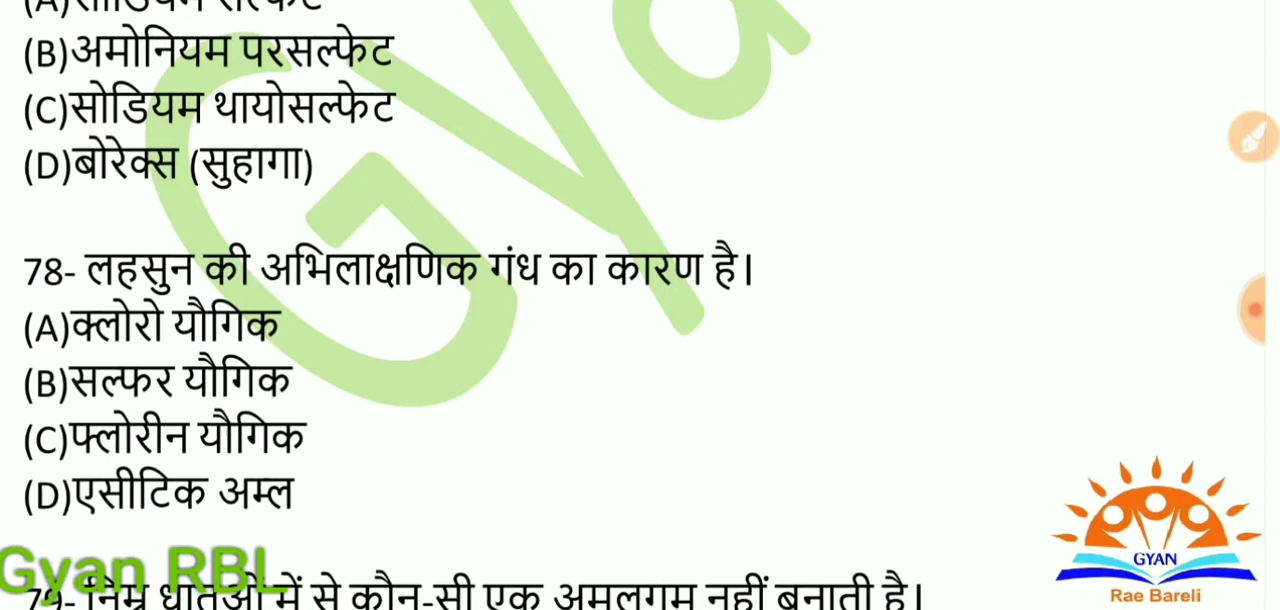 (B)अमोनियम परसल्फेट
(C)सोडियम थायोसल्फेट
(D)बोरेक्स (सुहागा)
78- लहसुन की अभिलाक्षणिक गंध का कारण है।
(A)क्लोरो यौगिक
(B)सल्फर यौगिक
(C)फ्लोरीन यौगिक
(D)एसीटिक अम्ल
79- निम्न धातुओं में से कौन-सी एक अमलगम नहीं बनाती है।
Gyan RBL
GYAN
Rae Bareli